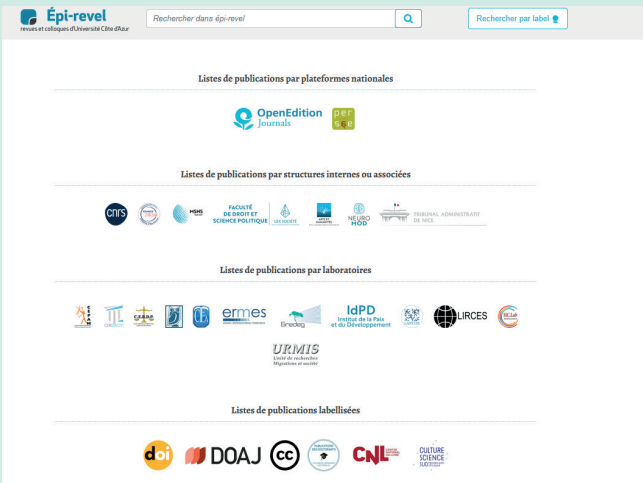 Épi-revel
revues et colloques d'Université Côte d'Azur
Rechercher dans épi-revel
Rechercher par label
Listes de publications par plateformes nationales
OpenEdition
Journals
per
sée
Listes de publications par structures internes ou associées
cnrs
MSHS
FACULTÉ
DE DROIT ET
SCIENCE POLITIQUE
NEURO
MOD
TRIBUNAL ADMINISTRATIF
DE NICE
Listes de publications par laboratoires
CEPAM
ermes
Gredeg
IdPD
Institut de la Paix
et du Développement
LIRCES
URMIS
Unité de recherches
Migrations et société
Listes de publications labellisées
doi
DOAJ
cc
CNL
CULTURE
SCIENCE
SUD